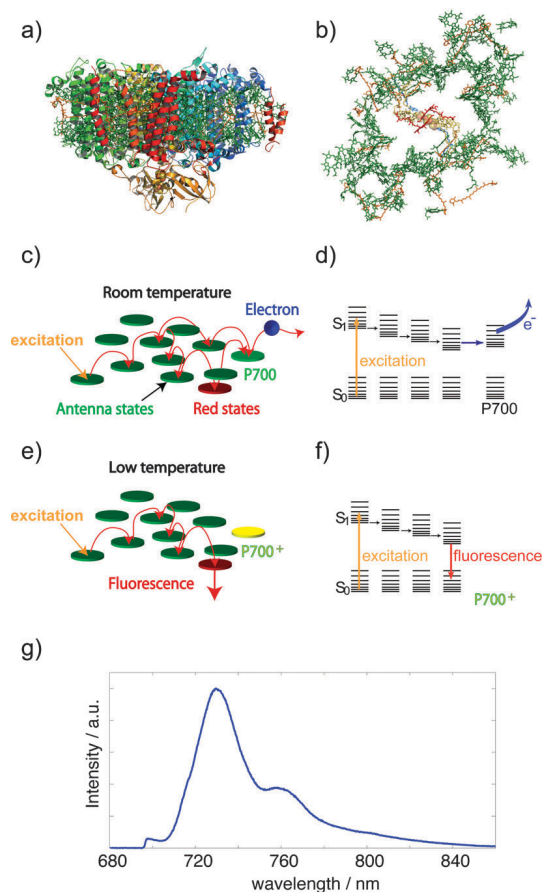 a)
b)
c)
d)
Room temperature
Electron
excitation
P700
Antenna states
Red states
S1
excitation
e-
S0
P700
e)
f)
Low temperature
excitation
P700+
Fluorescence
S1
excitation
fluorescence
S0
P700+
g)
Intensity / a.u.
680
720
760
800
840
wavelength / nm